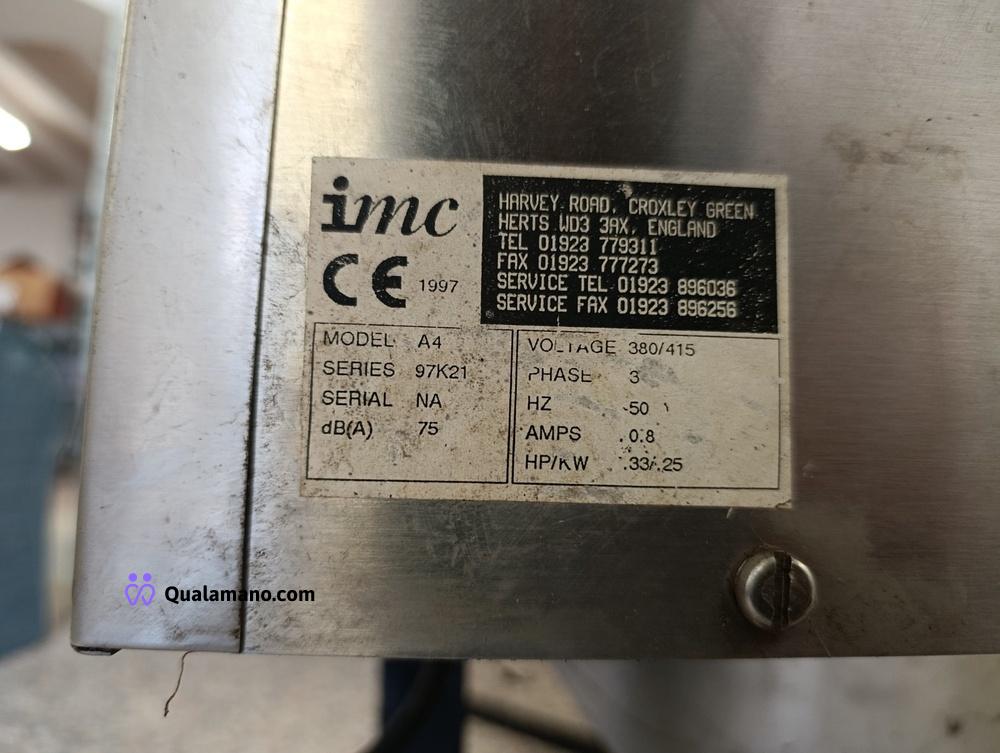 imc
CE 1997
HARVEY ROAD, CROXLEY GREEN
HERTS WD3 3AX, ENGLAND
TEL 01923 779311
FAX 01923 777273
SERVICE TEL 01923 896036
SERVICE FAX 01923 896256
MODEL A4
SERIES 97K21
SERIAL NA
dB(A) 75
VOLTAGE 380/415
PHASE 3
HZ 50
AMPS 0.8
HP/KW .33/.25
Qualamano.com